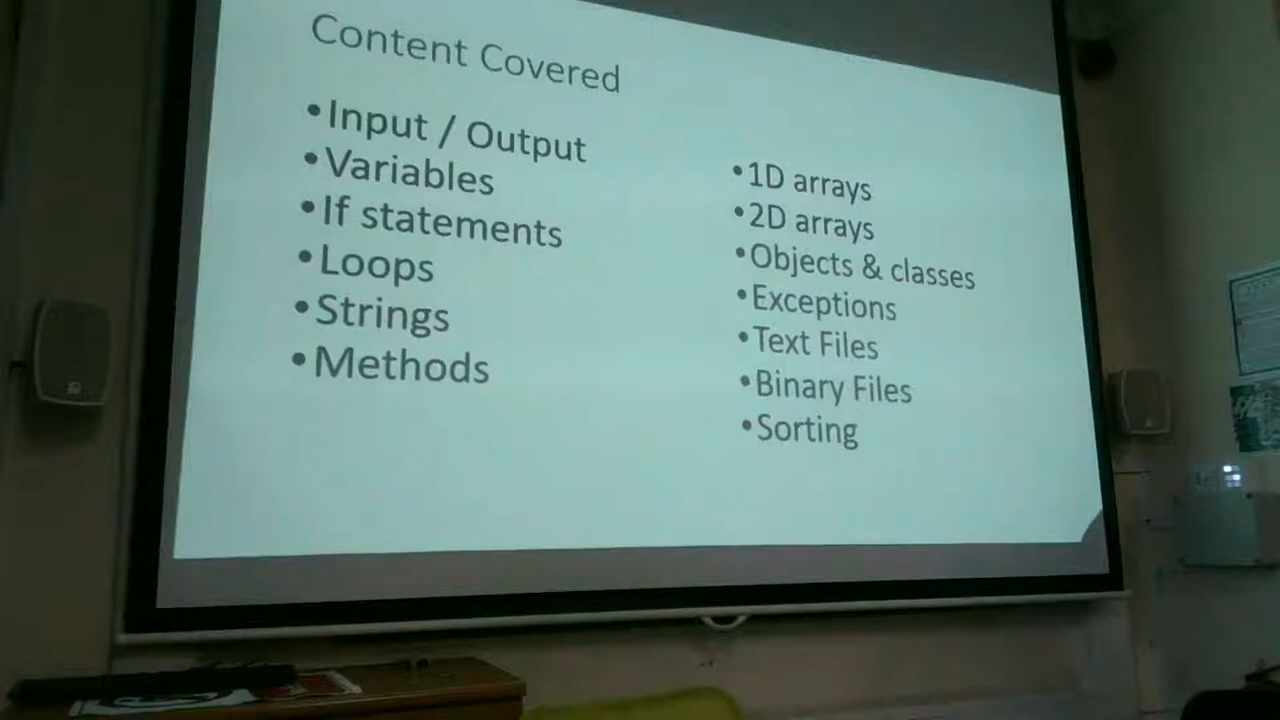 Content Covered
•Input / Output
•Variables
•If statements
•Loops
•Strings
•Methods
•1D arrays
•2D arrays
•Objects & classes
•Exceptions
•Text Files
•Binary Files
•Sorting